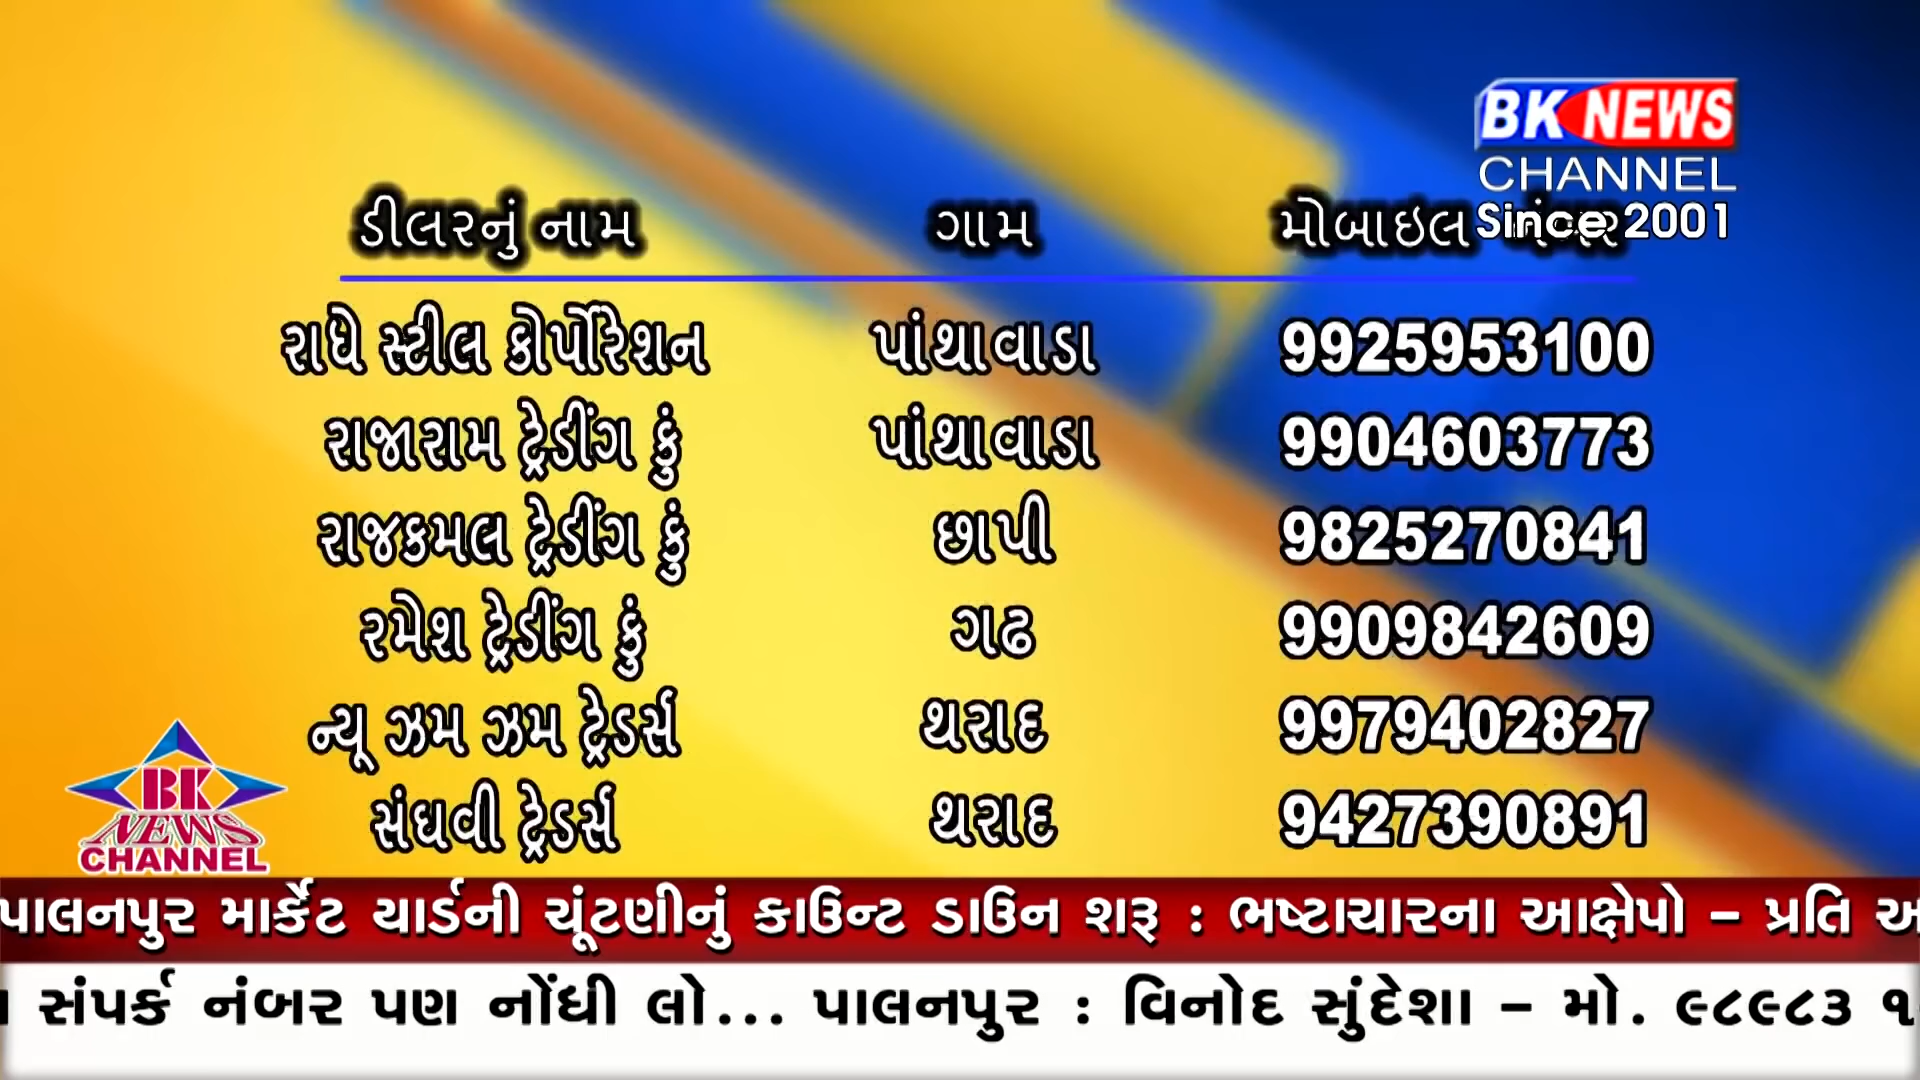 BK NEWS
CHANNEL
Since 2001
ડીલરનું નામ ગામ મોબાઇલ
રાધે સ્ટીલ કોર્પોરેશન પાંથાવાડા 9925953100
રાજારામ ટ્રેડીંગ કું પાંથાવાડા 9904603773
રાજકમલ ટ્રેડીંગ કું છાપી 9825270841
રમેશ ટ્રેડીંગ કું ગઢ 9909842609
ન્યૂ ઝમ ઝમ ટ્રેડર્સ થરાદ 9979402827
સંઘવી ટ્રેડર્સ થરાદ 9427390891
BK
NEWS
CHANNEL
પાલનપુર માર્કેટ યાર્ડની ચૂંટણીનું કાઉન્ટ ડાઉન શરૂ : ભષ્ટાચારના આક્ષેપો – પ્રતિ
સંપર્ક નંબર પણ નોંધી લો... પાલનપુર : વિનોદ સુંદેશા – મો. ૯૮૯૮૩